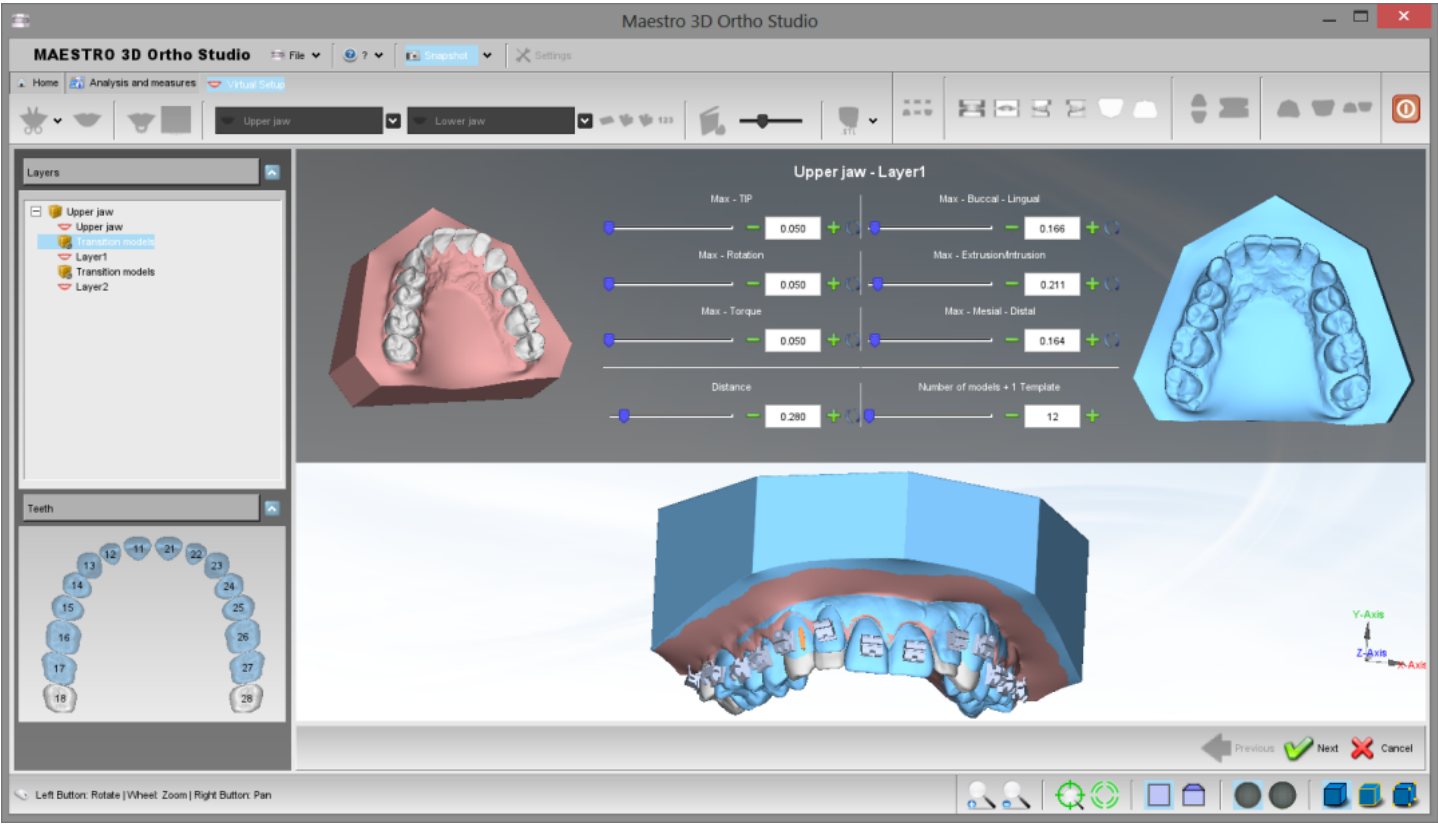 Maestro 3D Ortho Studio
MAESTRO 3D Ortho Studio File ? Snapshot Settings
Home Analysis and measures Virtual Setup
Upper jaw Lower jaw 123 .STL
Layers
Upper jaw
Upper jaw
Transition models
Layer1
Transition models
Layer2
Upper jaw - Layer1
Max - TIP Max - Buccal - Lingual
0.050 0.166
Max - Rotation Max - Extrusion/Intrusion
0.050 0.211
Max - Torque Max - Mesial - Distal
0.050 0.164
Distance Number of models + 1 Template
0.280 12
Teeth
12 11 21 22
13 23
14 24
15 25
16 26
17 27
18 28
Y-Axis
Z-Axis
X-Axis
Previous Next Cancel
Left Button: Rotate | Wheel: Zoom | Right Button: Pan